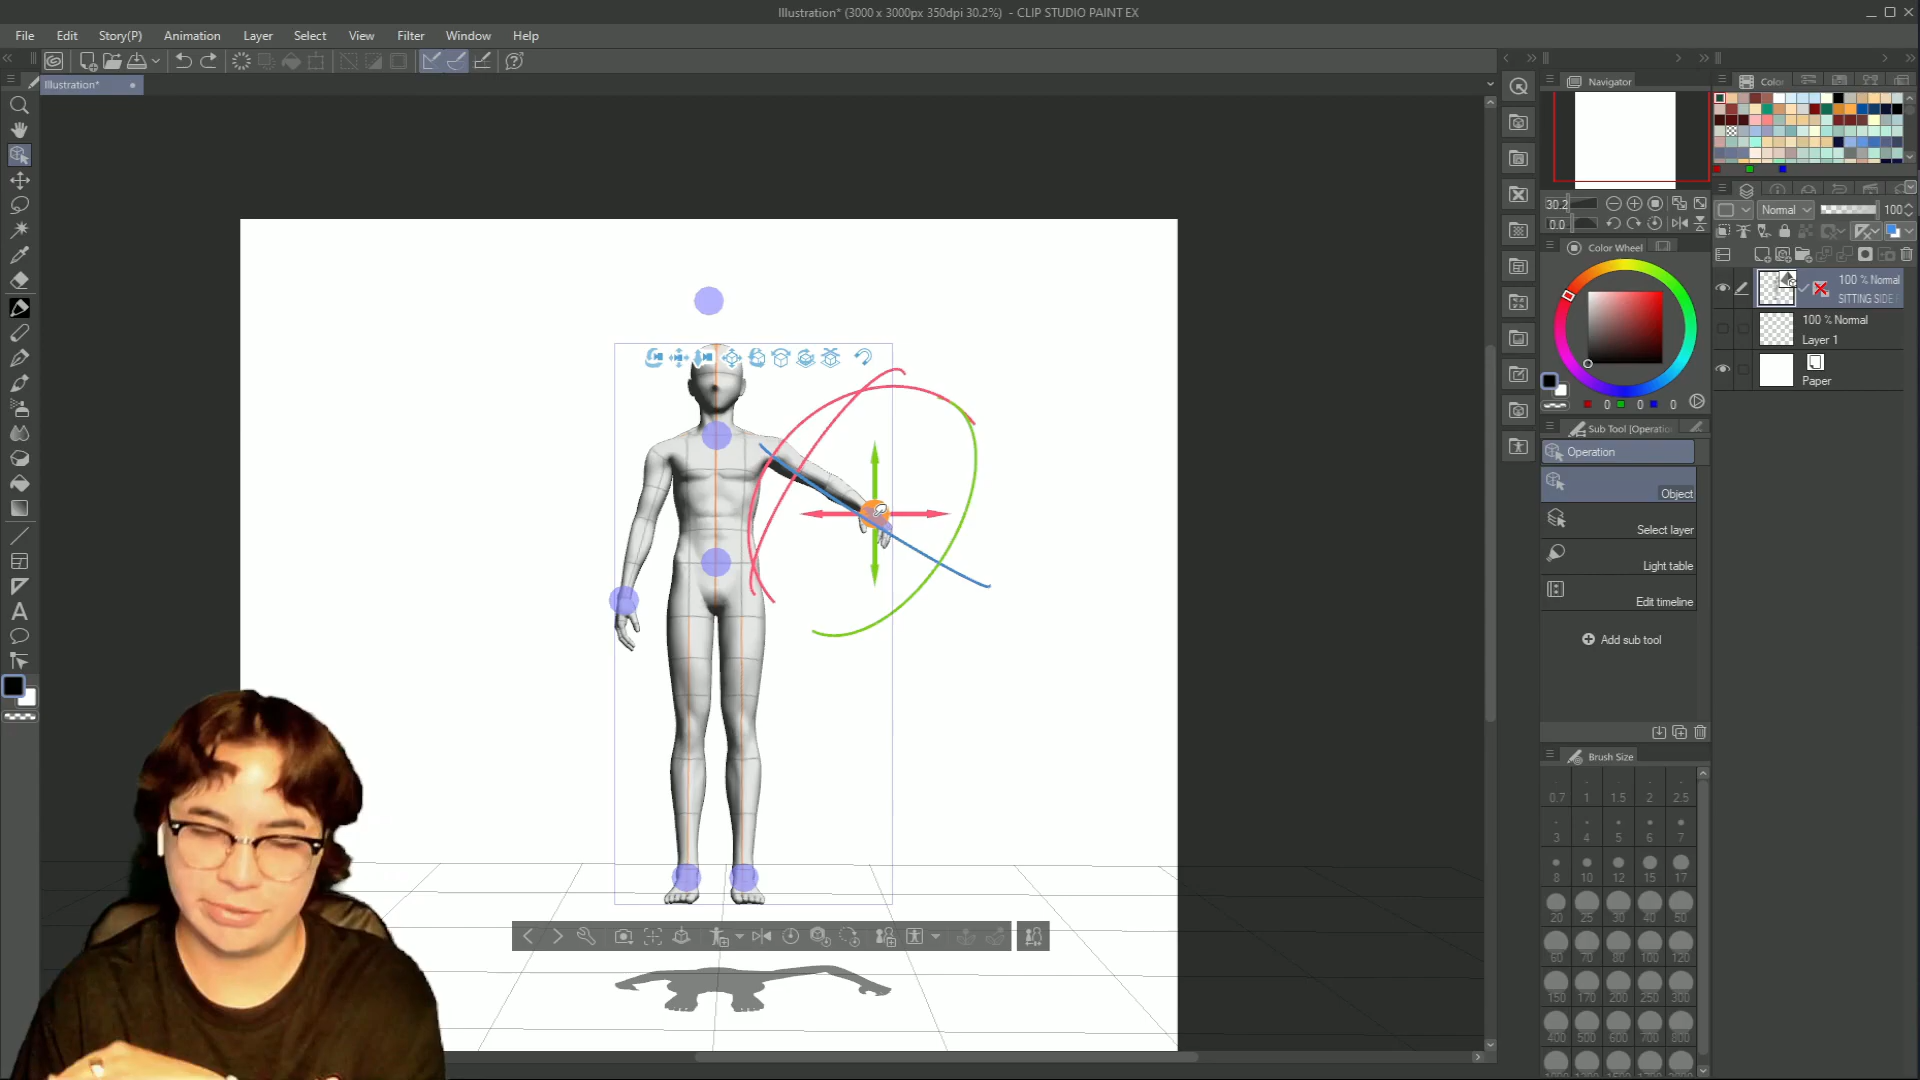 Illustration* (3000 x 3000px 350dpi 30.2%) - CLIP STUDIO PAINT EX
File Edit Story(P) Animation Layer Select View Filter Window Help
Illustration*
Navigator
Color
30.2
0.0
Normal 100
Color Wheel
0 0 0
100 % Normal
SITTING SIDE
100 % Normal
Layer 1
Paper
Sub Tool [Operatio
Operation
Object
Select layer
Light table
Edit timeline
Add sub tool
Brush Size
0.7 1 1.5 2 2.5
3 4 5 6 7
8 10 12 15 17
20 25 30 40 50
60 70 80 100 120
150 170 200 250 300
400 500 600 700 800